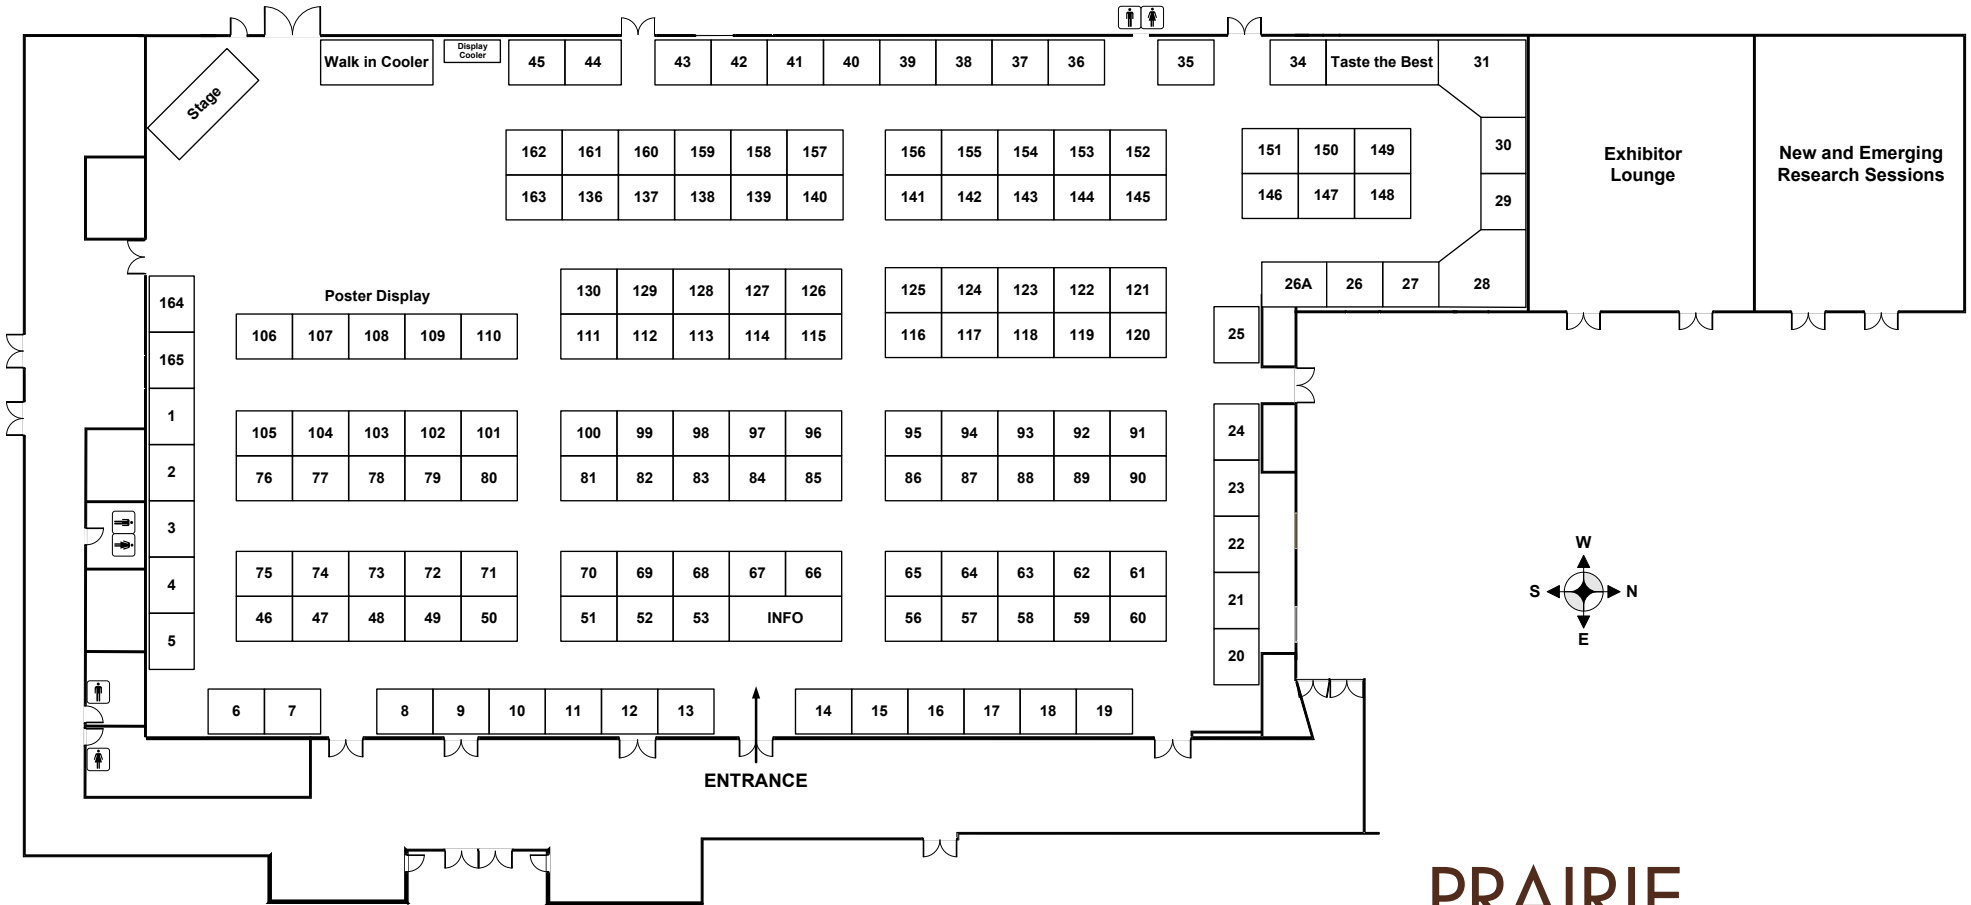 Walk in Cooler
Display
Cooler
45 44 43 42 41 40 39 38 37 36 35 34 Taste the Best 31
Stage
162 161 160 159 158 157 156 155 154 153 152 151 150 149 30
Exhibitor
Lounge
New and Emerging
Research Sessions
163 136 137 138 139 140 141 142 143 144 145 146 147 148 29
164
Poster Display
130 129 128 127 126 125 124 123 122 121 26A 26 27 28
106 107 108 109 110 111 112 113 114 115 116 117 118 119 120 25
165
1
105 104 103 102 101 100 99 98 97 96 95 94 93 92 91 24
2 76 77 78 79 80 81 82 83 84 85 86 87 88 89 90 23
3 22
W
S N
E
4 75 74 73 72 71 70 69 68 67 66 65 64 63 62 61 21
46 47 48 49 50 51 52 53 INFO 56 57 58 59 60
5 20
6 7 8 9 10 11 12 13 14 15 16 17 18 19
ENTRANCE
PRAIRIE